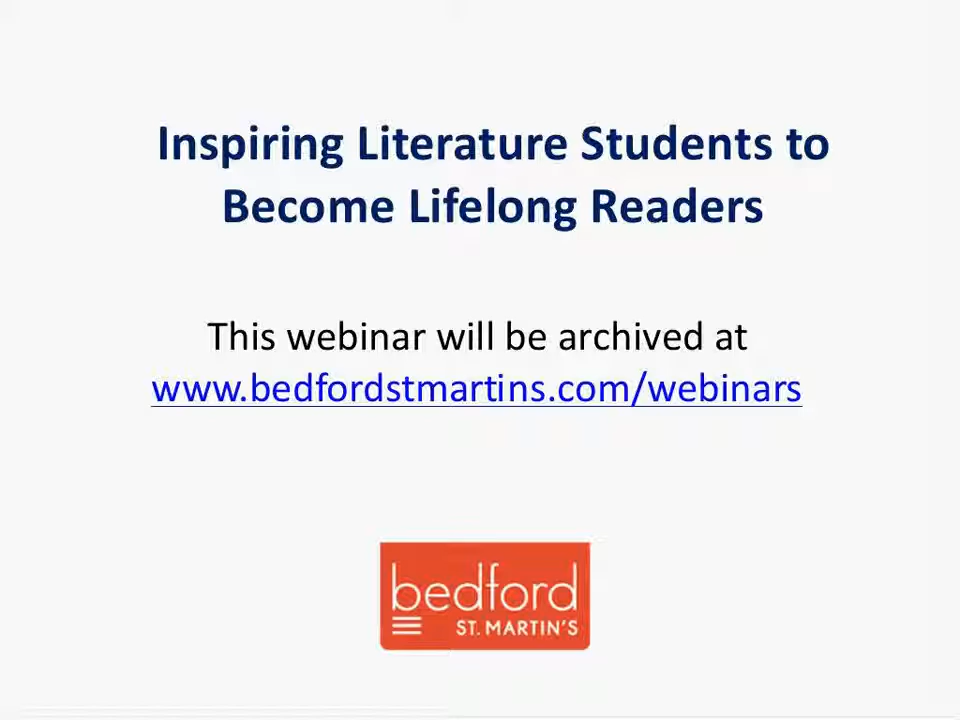 Inspiring Literature Students to
Become Lifelong Readers
This webinar will be archived at
www.bedfordstmartins.com/webinars
bedford
ST. MARTIN'S